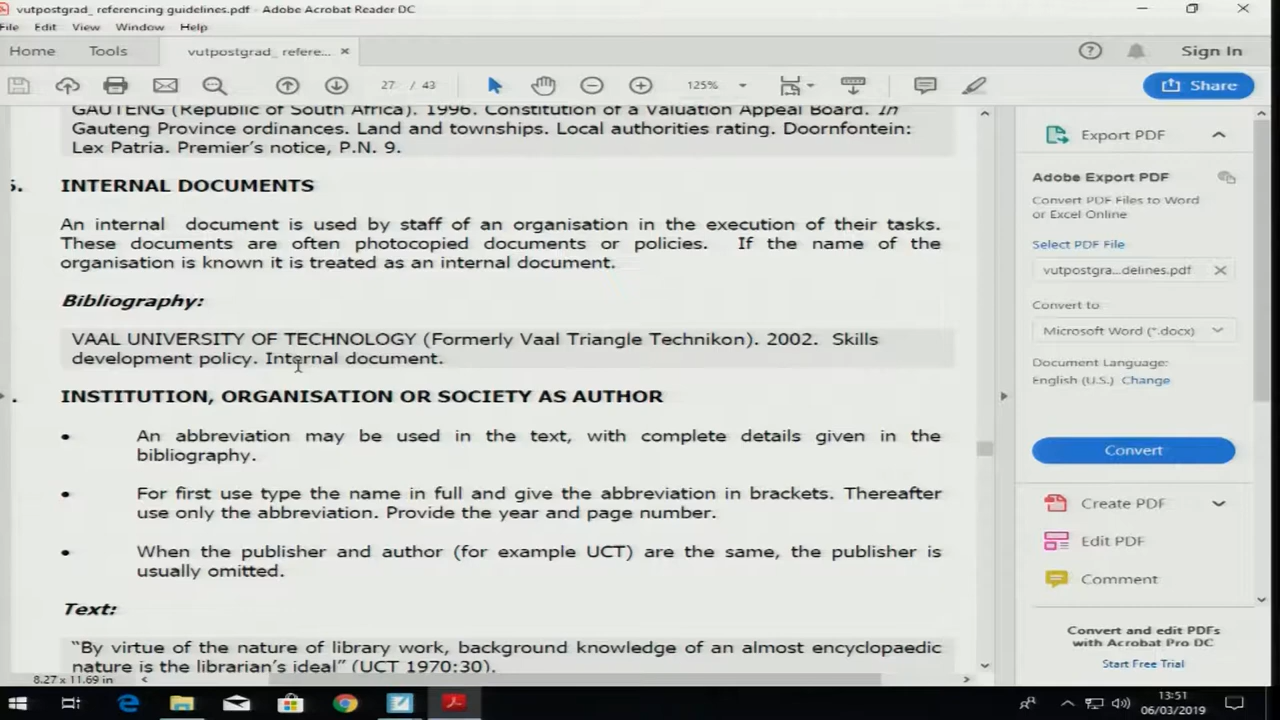 vutpostgrad_ referencing guidelines.pdf - Adobe Acrobat Reader DC
File Edit View Window Help
Home Tools vutpostgrad_ refere... × Sign In
27 / 43 125% Share
GAUTENG (Republic of South Africa). 1996. Constitution of a Valuation Appeal Board. In
Gauteng Province ordinances. Land and townships. Local authorities rating. Doornfontein:
Lex Patria. Premier's notice, P.N. 9.
INTERNAL DOCUMENTS
An internal document is used by staff of an organisation in the execution of their tasks.
These documents are often photocopied documents or policies. If the name of the
organisation is known it is treated as an internal document.
Bibliography:
VAAL UNIVERSITY OF TECHNOLOGY (Formerly Vaal Triangle Technikon). 2002. Skills
development policy. Internal document.
. INSTITUTION, ORGANISATION OR SOCIETY AS AUTHOR
• An abbreviation may be used in the text, with complete details given in the
bibliography.
• For first use type the name in full and give the abbreviation in brackets. Thereafter
use only the abbreviation. Provide the year and page number.
• When the publisher and author (for example UCT) are the same, the publisher is
usually omitted.
Text:
"By virtue of the nature of library work, background knowledge of an almost encyclopaedic
nature is the librarian's ideal" (UCT 1970:30).
8.27 x 11.69 in
Export PDF
Adobe Export PDF
Convert PDF Files to Word
or Excel Online
Select PDF File
vutpostgra...delines.pdf ×
Convert to
Microsoft Word (*.docx)
Document Language:
English (U.S.) Change
Convert
Create PDF
Edit PDF
Comment
Convert and edit PDFs
with Acrobat Pro DC
Start Free Trial
13:51
06/03/2019